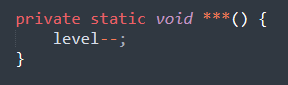 private static void ***() {
level--;
}